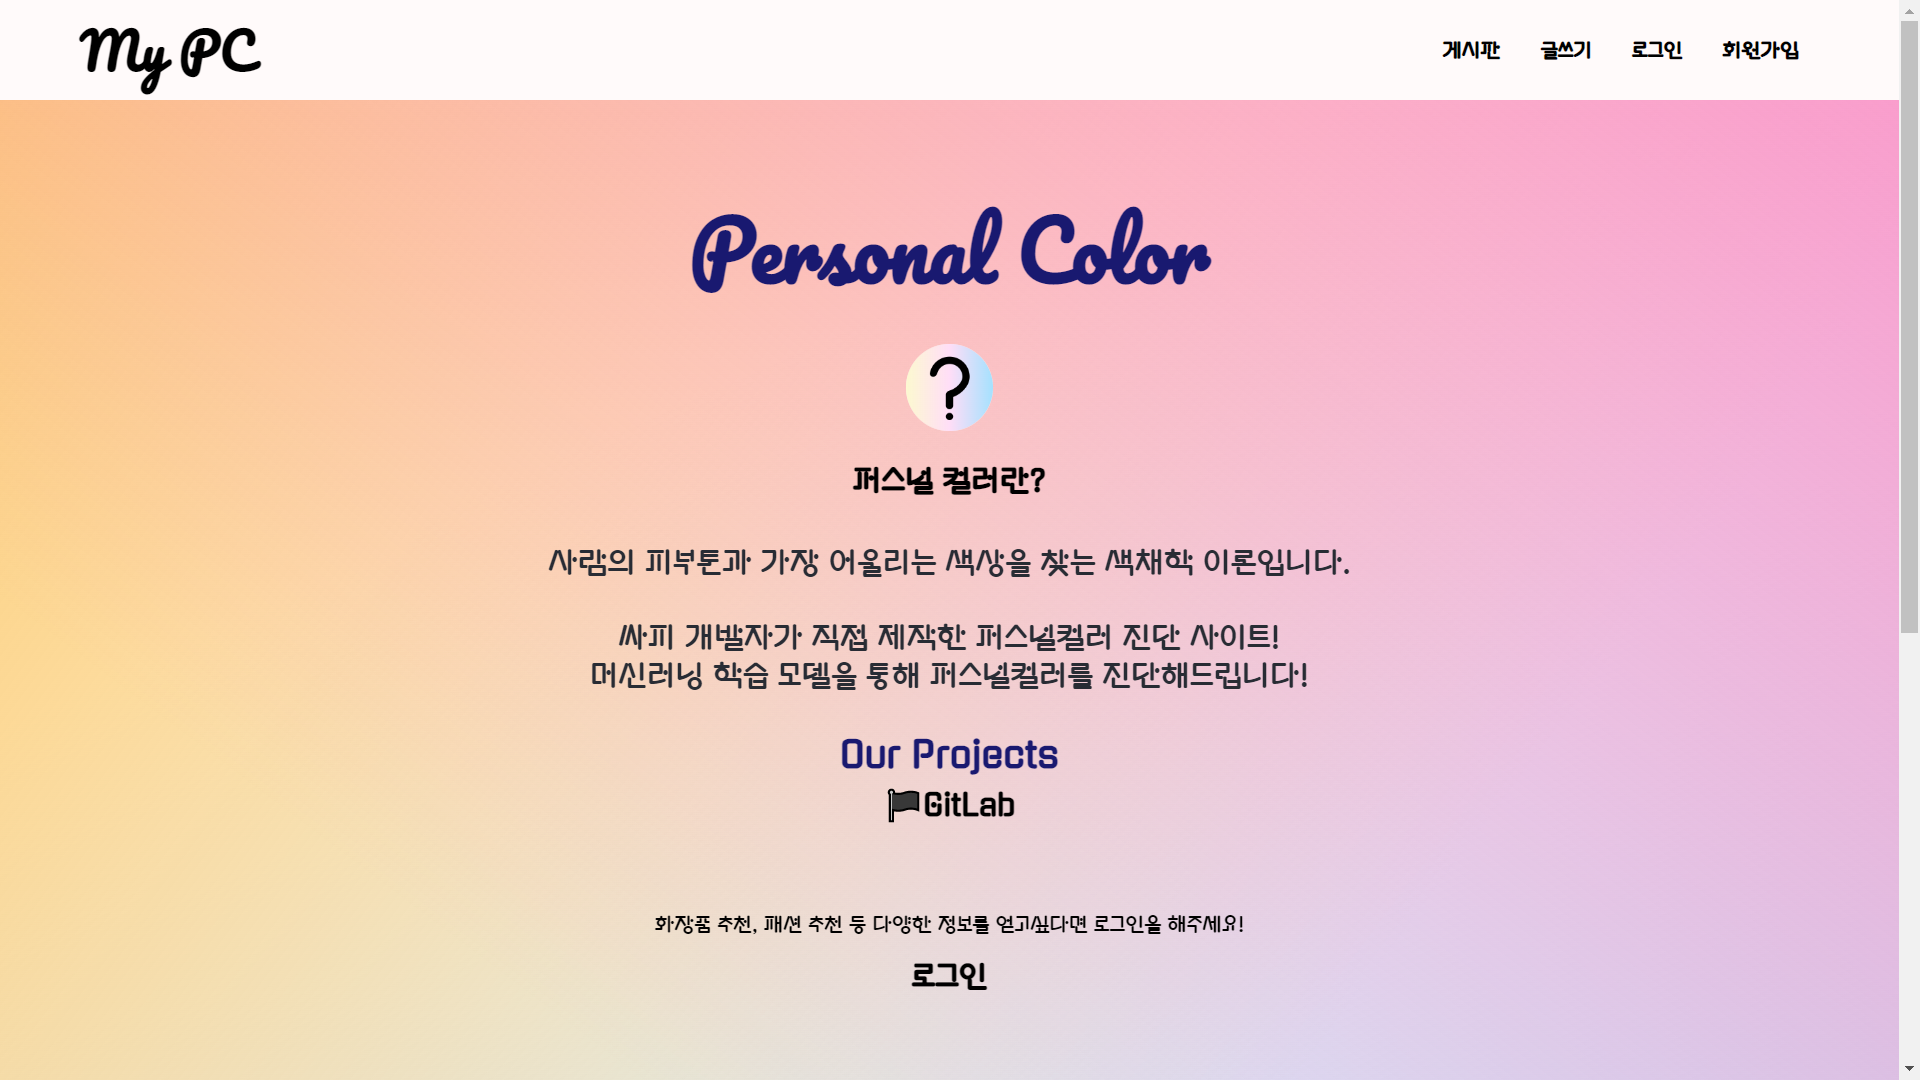 My PC
게시판 글쓰기 로그인 회원가입
Personal Color
?
퍼스널 컬러란?
사람의 피부톤과 가장 어울리는 색상을 찾는 색채학 이론입니다.
싸피 개발자가 직접 제작한 퍼스널컬러 진단 사이트!
머신러닝 학습 모델을 통해 퍼스널컬러를 진단해드립니다!
Our Projects
GitLab
화장품 추천, 패션 추천 등 다양한 정보를 얻고싶다면 로그인을 해주세요!
로그인